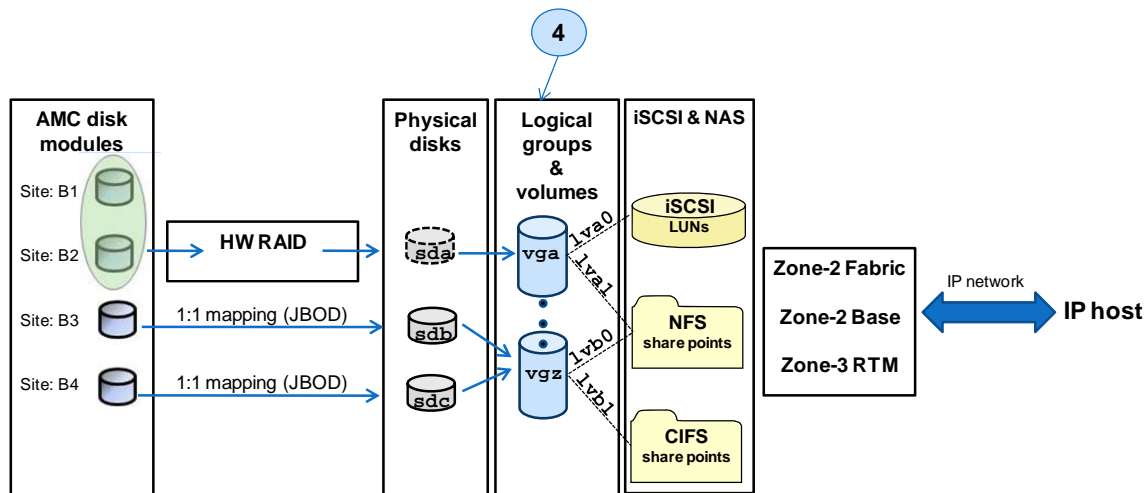 4
AMC disk
modules
Site: B1
Site: B2
Site: B3
Site: B4
HW RAID
1:1 mapping (JBOD)
1:1 mapping (JBOD)
Physical
disks
sda
sdb
sdc
Logical
groups
&
volumes
vga
vgz
lva0
lva1
lvb0
lvb1
iSCSI & NAS
iSCSI
LUNs
NFS
share points
CIFS
share points
Zone-2 Fabric
Zone-2 Base
Zone-3 RTM
IP network
IP host